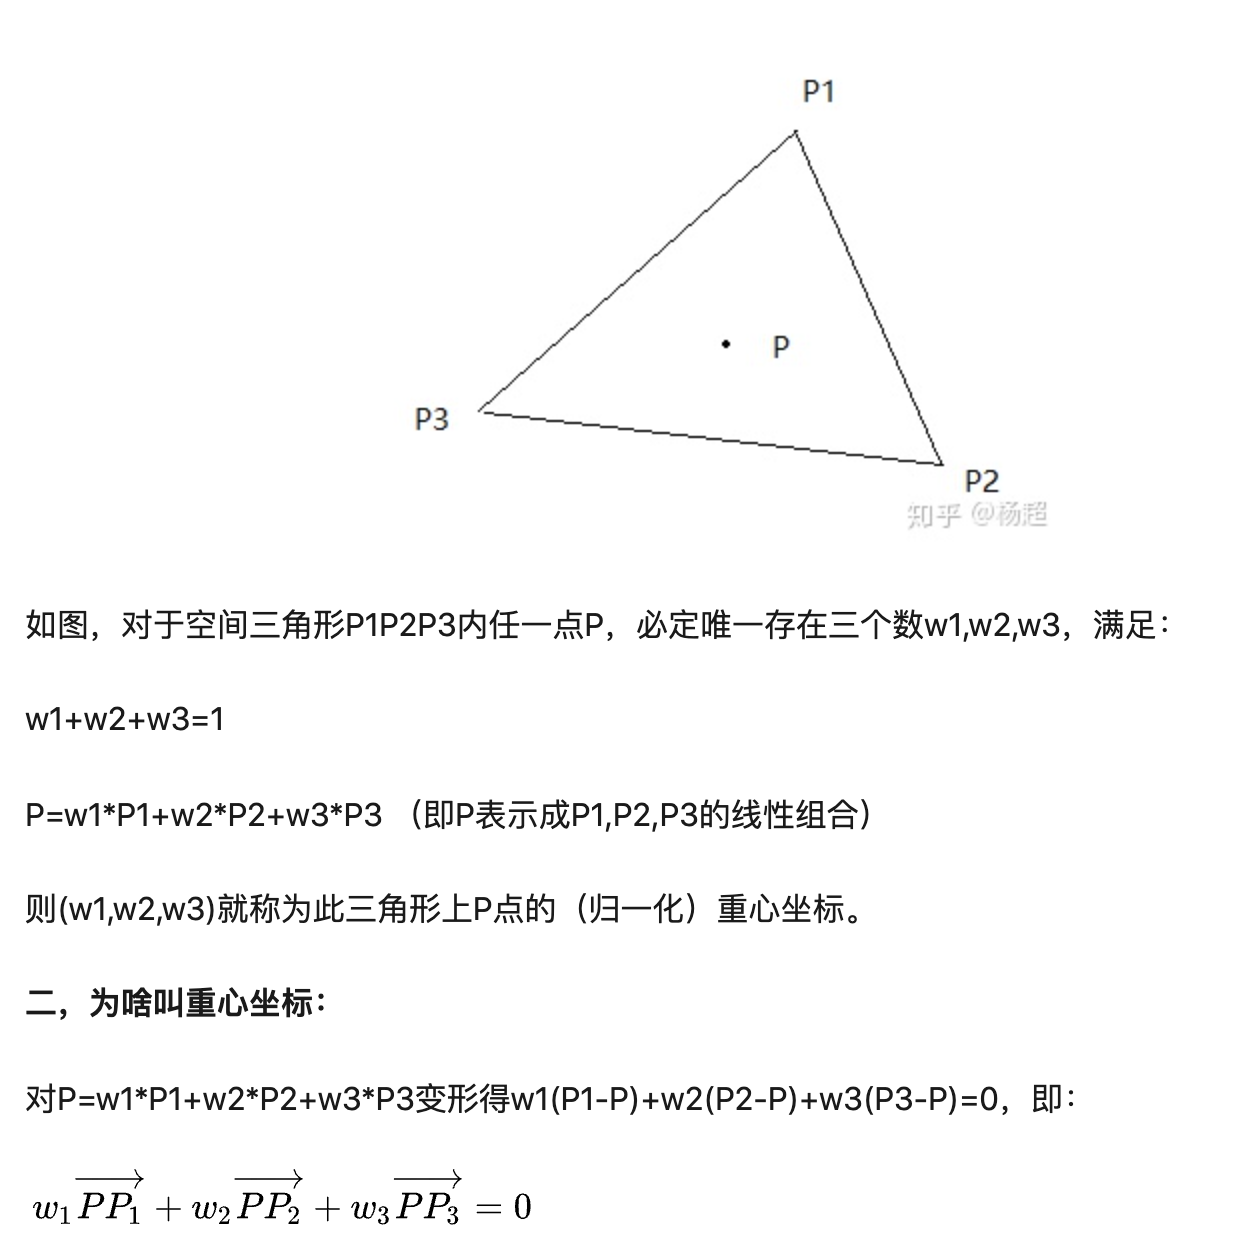 P1
P
P3
P2
知乎 @杨超
如图，对于空间三角形P1P2P3内任一点P，必定唯一存在三个数w1,w2,w3，满足：
w1+w2+w3=1
P=w1*P1+w2*P2+w3*P3 （即P表示成P1,P2,P3的线性组合）
则(w1,w2,w3)就称为此三角形上P点的（归一化）重心坐标。
二，为啥叫重心坐标：
对P=w1*P1+w2*P2+w3*P3变形得w1(P1-P)+w2(P2-P)+w3(P3-P)=0，即：
$w_1\overrightarrow{PP_1}+w_2\overrightarrow{PP_2}+w_3\overrightarrow{PP_3}=0$